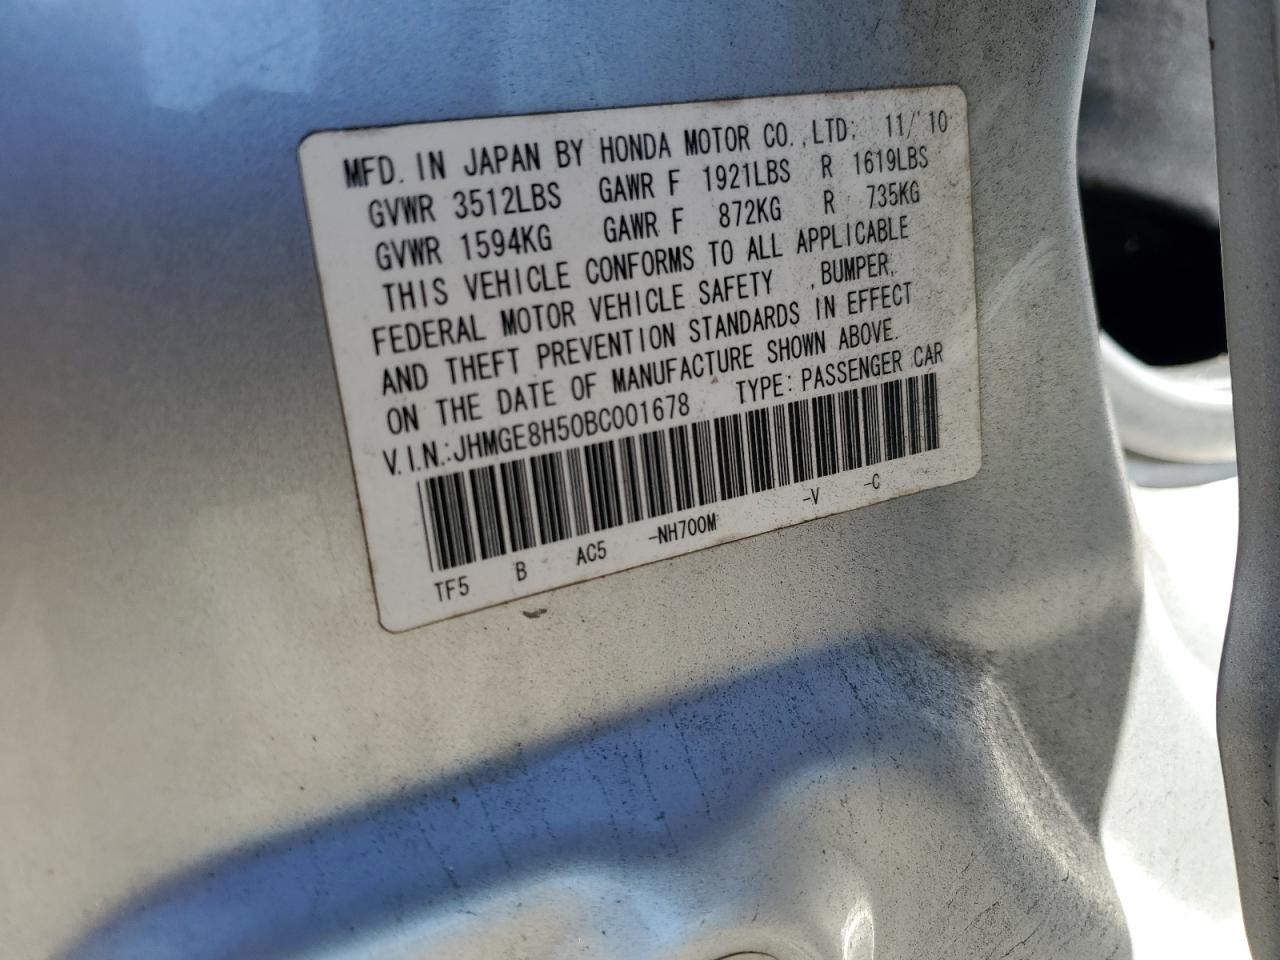 MFD. IN JAPAN BY HONDA MOTOR CO.,LTD: 11/'10
GVWR 3512LBS GAWR F 1921LBS R 1619LBS
GVWR 1594KG GAWR F 872KG R 735KG
THIS VEHICLE CONFORMS TO ALL APPLICABLE
FEDERAL MOTOR VEHICLE SAFETY ,BUMPER,
AND THEFT PREVENTION STANDARDS IN EFFECT
ON THE DATE OF MANUFACTURE SHOWN ABOVE.
V.I.N.:JHMGE8H50BC001678 TYPE:PASSENGER CAR
TF5 B AC5 -NH700M -V -C